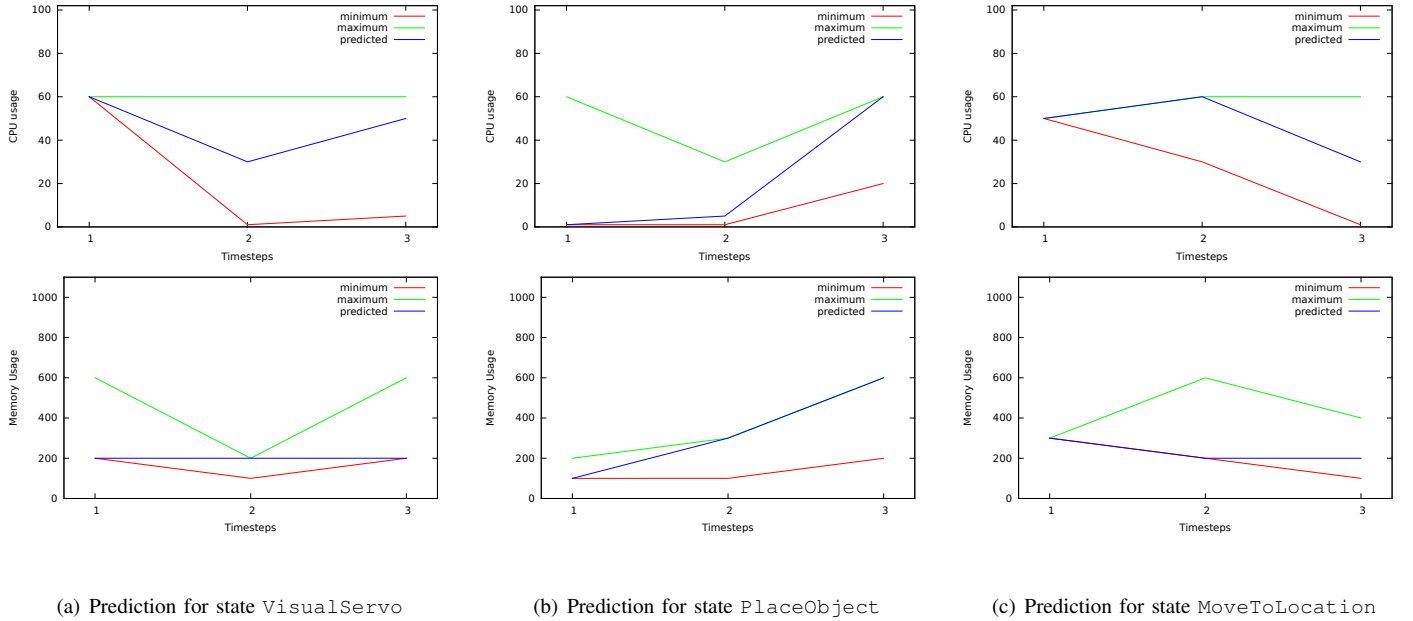 100
80
60
40
20
0
1
2
3
CPU usage
Timesteps
minimum
maximum
predicted
100
80
60
40
20
0
1
2
3
CPU usage
Timesteps
minimum
maximum
predicted
100
80
60
40
20
0
1
2
3
CPU usage
Timesteps
minimum
maximum
predicted
1000
800
600
400
200
0
1
2
3
Memory Usage
Timesteps
minimum
maximum
predicted
1000
800
600
400
200
0
1
2
3
Memory Usage
Timesteps
minimum
maximum
predicted
1000
800
600
400
200
0
1
2
3
Memory Usage
Timesteps
minimum
maximum
predicted
(a) Prediction for state VisualServo
(b) Prediction for state PlaceObject
(c) Prediction for state MoveToLocation